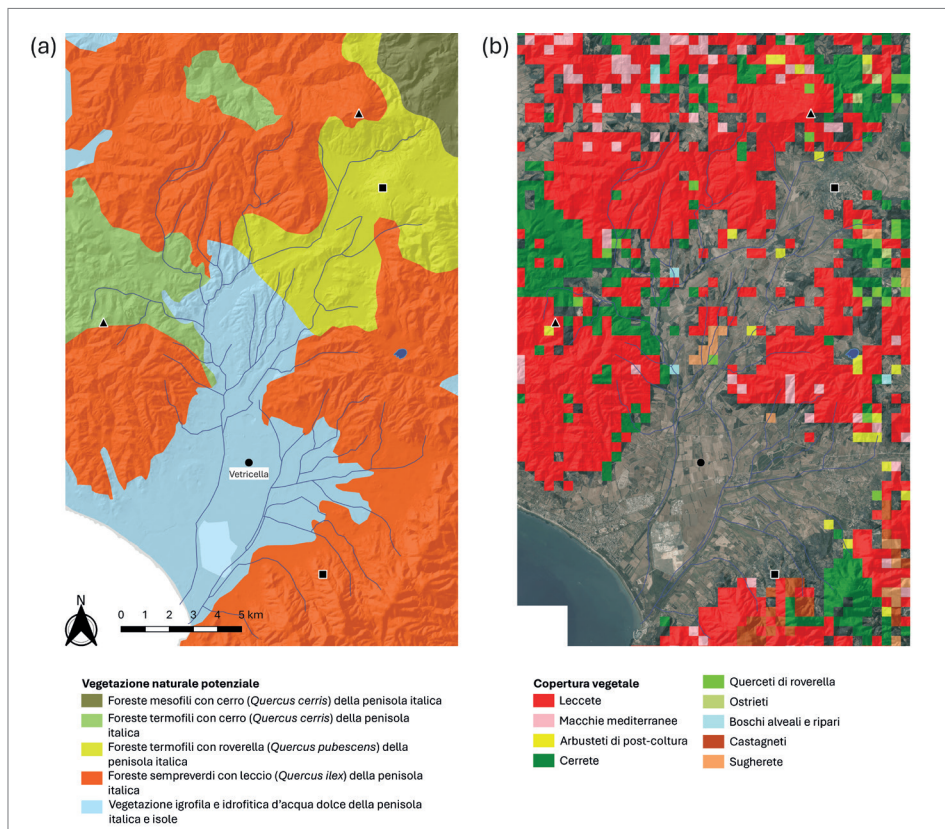 (a)
(b)
Vetricella
N
0 1 2 3 4 5 km
Vegetazione naturale potenziale
Foreste mesofili con cerro (Quercus cerris) della penisola italica
Foreste termofili con cerro (Quercus cerris) della penisola
italica
Foreste termofili con roverella (Quercus pubescens) della
penisola italica
Foreste sempreverdi con leccio (Quercus ilex) della penisola
italica
Vegetazione igrofila e idrofitica d'acqua dolce della penisola
italica e isole
Copertura vegetale
Leccete
Macchie mediterranee
Arbusteti di post-coltura
Cerrete
Querceti di roverella
Ostrieti
Boschi alveali e ripari
Castagneti
Sugherete